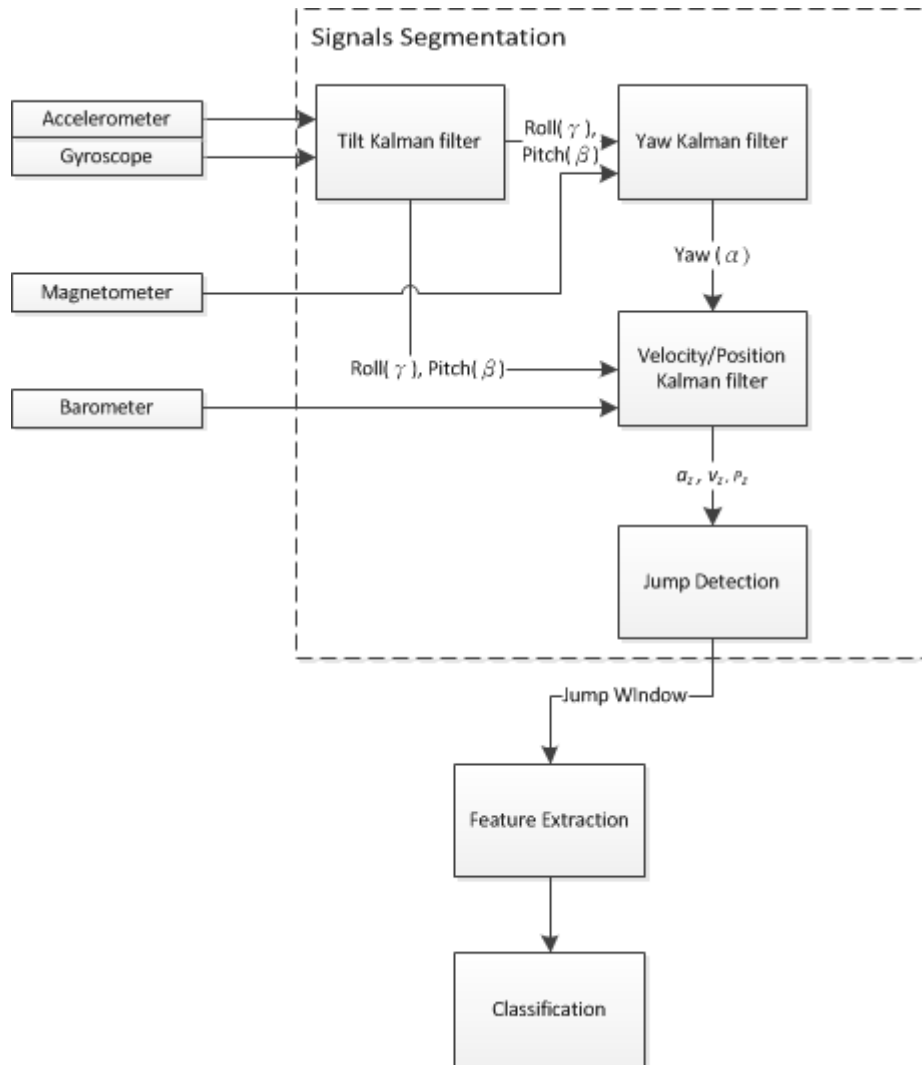 Signals Segmentation
Accelerometer
Gyroscope
Tilt Kalman filter
Roll(γ),
Pitch(β)
Yaw Kalman filter
Yaw(α)
Magnetometer
Velocity/Position
Kalman filter
Roll(γ), Pitch(β)
Barometer
a_z, v_z, P_z
Jump Detection
Jump WIndow
Feature Extraction
Classification